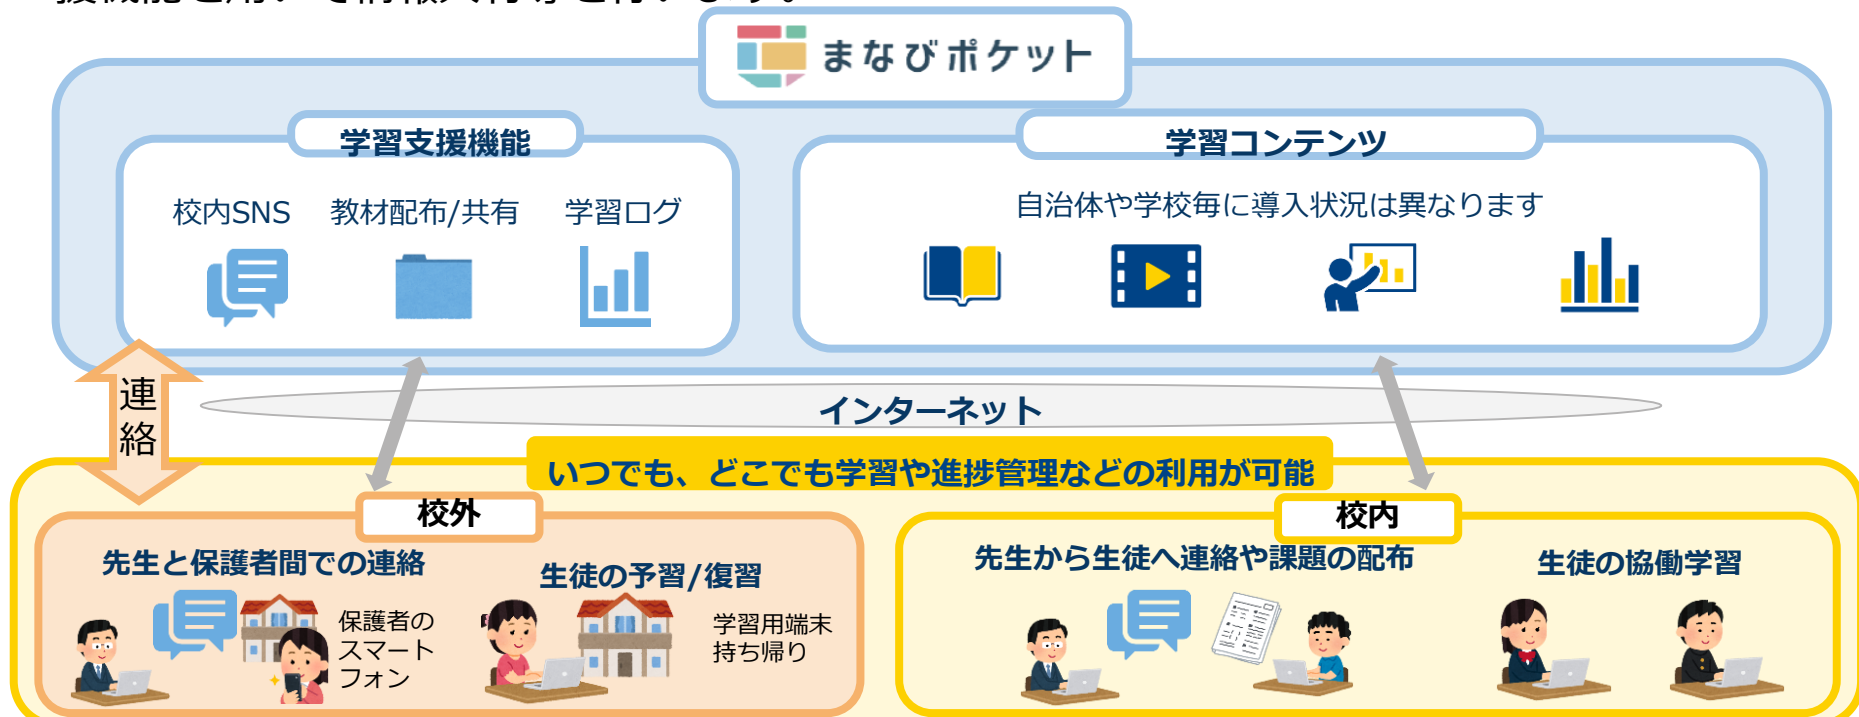 まなびポケット
学習支援機能
校内SNS
教材配布/共有
学習ログ
学習コンテンツ
自治体や学校毎に導入状況は異なります
連絡
インターネット
いつでも、どこでも学習や進捗管理などの利用が可能
校外
先生と保護者間での連絡
保護者の
スマート
フォン
生徒の予習/復習
学習用端末
持ち帰り
校内
先生から生徒へ連絡や課題の配布
生徒の協働学習